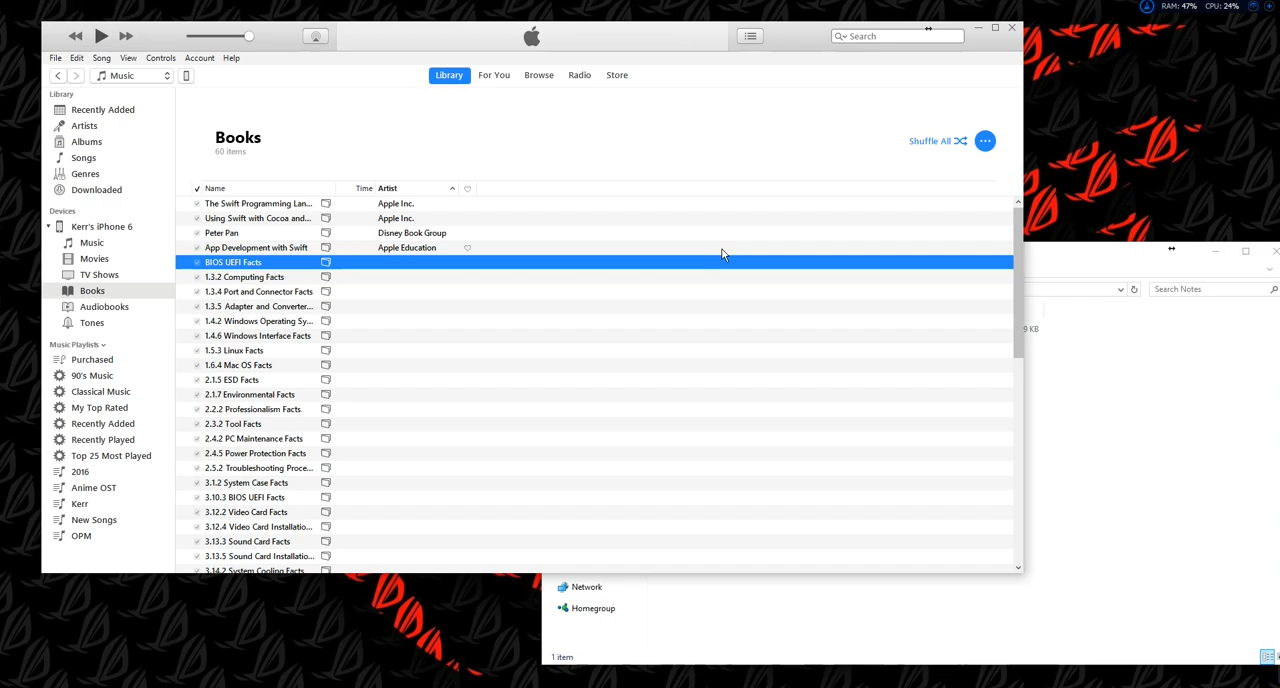 RAM: 47% CPU: 24%
Search
File Edit Song View Controls Account Help
Music
Library For You Browse Radio Store
Library
Recently Added
Artists
Albums
Songs
Genres
Downloaded
Devices
Kerr's iPhone 6
Music
Movies
TV Shows
Books
Audiobooks
Tones
Music Playlists
Purchased
90's Music
Classical Music
My Top Rated
Recently Added
Recently Played
Top 25 Most Played
2016
Anime OST
Kerr
New Songs
OPM
Books
60 items
Shuffle All
Name Time Artist
The Swift Programming Lan... Apple Inc.
Using Swift with Cocoa and... Apple Inc.
Peter Pan Disney Book Group
App Development with Swift Apple Education
BIOS UEFI Facts
1.3.2 Computing Facts
1.3.4 Port and Connector Facts
1.3.5 Adapter and Converter...
1.4.2 Windows Operating Sy...
1.4.6 Windows Interface Facts
1.5.3 Linux Facts
1.6.4 Mac OS Facts
2.1.5 ESD Facts
2.1.7 Environmental Facts
2.2.2 Professionalism Facts
2.3.2 Tool Facts
2.4.2 PC Maintenance Facts
2.4.5 Power Protection Facts
2.5.2 Troubleshooting Proce...
3.1.2 System Case Facts
3.10.3 BIOS UEFI Facts
3.12.2 Video Card Facts
3.12.4 Video Card Installatio...
3.13.3 Sound Card Facts
3.13.5 Sound Card Installatio...
3.14.2 System Cooling Facts
Search Notes
9 KB
Network
Homegroup
1 item